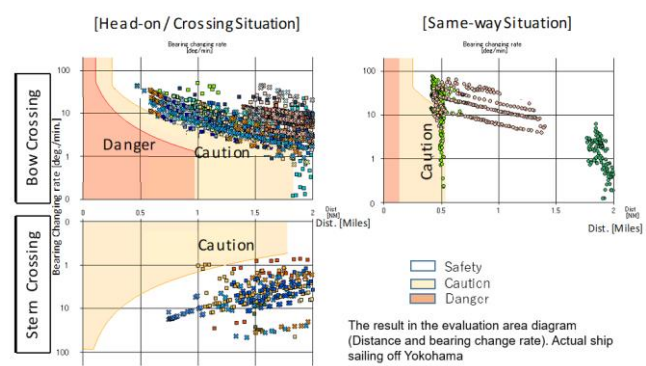 [Head-on / Crossing Situation]
[Same-way Situation]
Bearing changing rate
[deg/min]
Bearing changing rate
[deg/min]
Bow Crossing
Stern Crossing
Bearing Changing rate [deg./min.]
100
10
1
0
Danger
Caution
0
0.5
1
1.5
2
Dist
[NM]
Dist. [Miles]
Caution
1
10
100
100
10
1
0
Caution
0
0.5
1
1.5
2
Dist
[NM]
Dist. [Miles]
Safety
Caution
Danger
The result in the evaluation area diagram
(Distance and bearing change rate). Actual ship
sailing off Yokohama